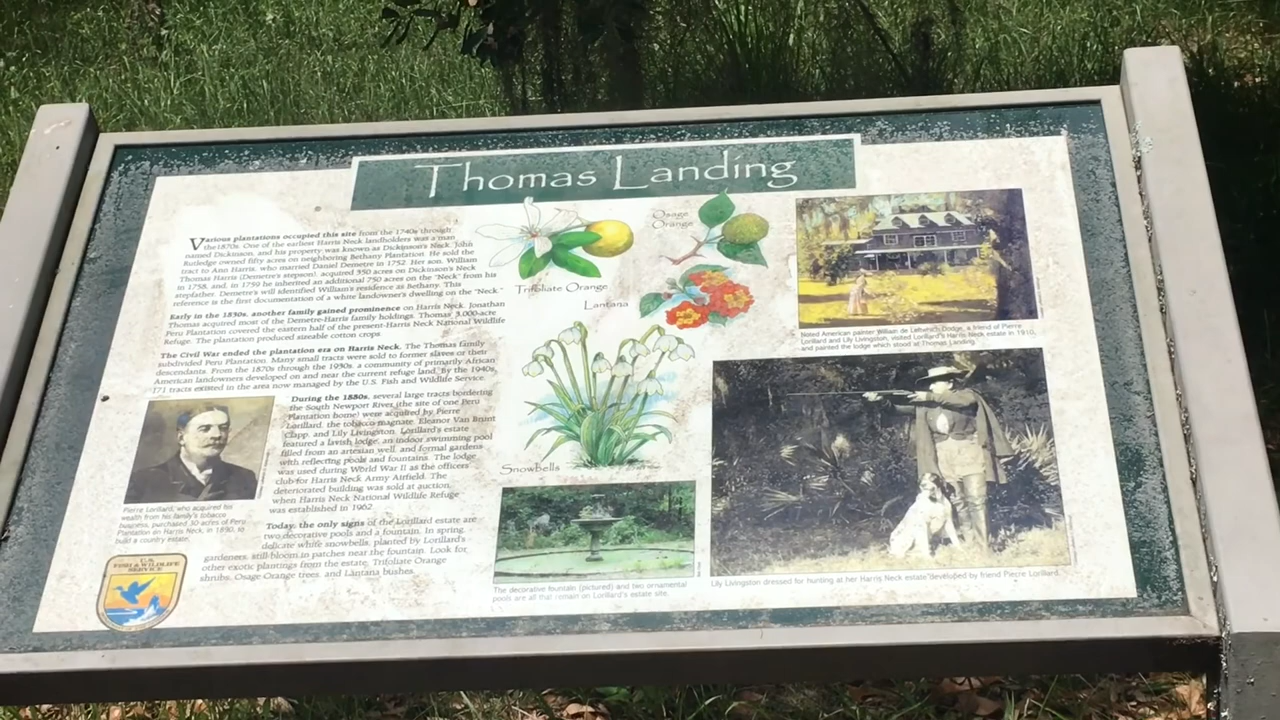 Thomas Landing
Various plantations occupied this site from the 1740s through
the 1870s. One of the earliest Harris Neck landholders was a man
named Dickinson, and his property was known as Dickinson's Neck. John
Rutledge owned fifty acres on neighboring Bethany Plantation. He sold the
tract to Ann Harris, who married Daniel Demetre in 1752. Her son, William
Thomas Harris (Demetre's stepson), acquired 350 acres on Dickinson's Neck
in 1758, and, in 1759 he inherited an additional 750 acres on the "Neck" from his
stepfather. Demetre's will identified William's residence as Bethany. This
reference is the first documentation of a white landowner's dwelling on the "Neck."
Early in the 1830s, another family gained prominence on Harris Neck. Jonathan
Thomas acquired most of the Demetre-Harris family holdings. Thomas' 3,000-acre
Peru Plantation covered the eastern half of the present-Harris Neck National Wildlife
Refuge. The plantation produced sizeable cotton crops.
The Civil War ended the plantation era on Harris Neck. The Thomas family
subdivided Peru Plantation. Many small tracts were sold to former slaves or their
descendants. From the 1870s through the 1930s, a community of primarily African
American landowners developed on and near the current refuge land. By the 1940s,
171 tracts existed in the area now managed by the U.S. Fish and Wildlife Service.
During the 1880s, several large tracts bordering
the South Newport River (the site of one Peru
Plantation home) were acquired by Pierre
Lorillard, the tobacco magnate, Eleanor Van Brunt
Clapp, and Lily Livingston. Lorillard's estate
featured a lavish lodge, an indoor swimming pool
filled from an artesian well, and formal gardens
with reflecting pools and fountains. The lodge
was used during World War II as the officers'
club for Harris Neck Army Airfield. The
deteriorated building was sold at auction,
when Harris Neck National Wildlife Refuge
was established in 1962.
Pierre Lorillard, who acquired his
wealth from his family's tobacco
business, purchased 30 acres of Peru
Plantation on Harris Neck, in 1890, to
build a country estate.
Today, the only signs of the Lorillard estate are
two decorative pools and a fountain. In spring,
delicate white snowbells, planted by Lorillard's
gardeners, still bloom in patches near the fountain. Look for
other exotic plantings from the estate, Trifoliate Orange
shrubs, Osage Orange trees, and Lantana bushes.
U.S.
FISH & WILDLIFE
SERVICE
Trifoliate Orange
Osage
Orange
Lantana
Snowbells
The decorative fountain (pictured) and two ornamental
pools are all that remain on Lorillard's estate site.
Noted American painter William de Leftwich Dodge, a friend of Pierre
Lorillard and Lily Livingston, visited Lorillard's Harris Neck estate in 1910,
and painted the lodge which stood at Thomas Landing.
Lily Livingston dressed for hunting at her Harris Neck estate developed by friend Pierre Lorillard.